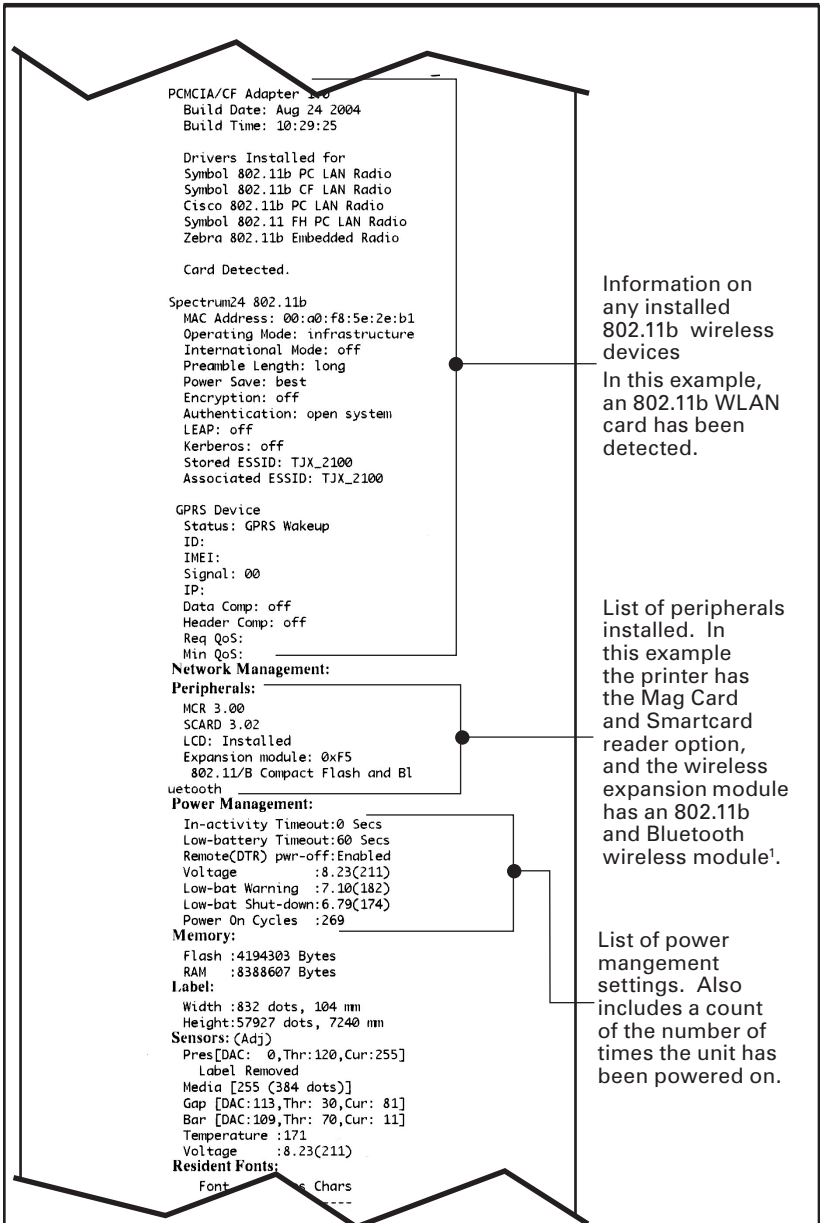 PCMCIA/CF Adapter
Build Date: Aug 24 2004
Build Time: 10:29:25
Drivers Installed for
Symbol 802.11b PC LAN Radio
Symbol 802.11b CF LAN Radio
Cisco 802.11b PC LAN Radio
Symbol 802.11 FH PC LAN Radio
Zebra 802.11b Embedded Radio
Card Detected.
Spectrum24 802.11b
MAC Address: 00:a0:f8:5e:2e:b1
Operating Mode: infrastructure
International Mode: off
Preamble Length: long
Power Save: best
Encryption: off
Authentication: open system
LEAP: off
Kerberos: off
Stored ESSID: TJX_2100
Associated ESSID: TJX_2100
GPRS Device
Status: GPRS Wakeup
ID:
IMEI:
Signal: 00
IP:
Data Comp: off
Header Comp: off
Req QoS:
Min QoS:
Network Management:
Peripherals:
MCR 3.00
SCARD 3.02
LCD: Installed
Expansion module: 0xF5
802.11/B Compact Flash and Bl
uetooth
Power Management:
In-activity Timeout:0 Secs
Low-battery Timeout:60 Secs
Remote(DTR) pwr-off:Enabled
Voltage :8.23(211)
Low-bat Warning :7.10(182)
Low-bat Shut-down:6.79(174)
Power On Cycles :269
Memory:
Flash :4194303 Bytes
RAM :8388607 Bytes
Label:
Width :832 dots, 104 mm
Height:57927 dots, 7240 mm
Sensors: (Adj)
Pres[DAC: 0,Thr:120,Cur:255]
Label Removed
Media [255 (384 dots)]
Gap [DAC:113,Thr: 30,Cur: 81]
Bar [DAC:109,Thr: 70,Cur: 11]
Temperature :171
Voltage :8.23(211)
Resident Fonts:
Font Chars
Information on
any installed
802.11b wireless
devices
In this example,
an 802.11b WLAN
card has been
detected.
List of peripherals
installed. In
this example
the printer has
the Mag Card
and Smartcard
reader option,
and the wireless
expansion module
has an 802.11b
and Bluetooth
wireless module¹.
List of power
mangement
settings. Also
includes a count
of the number of
times the unit has
been powered on.